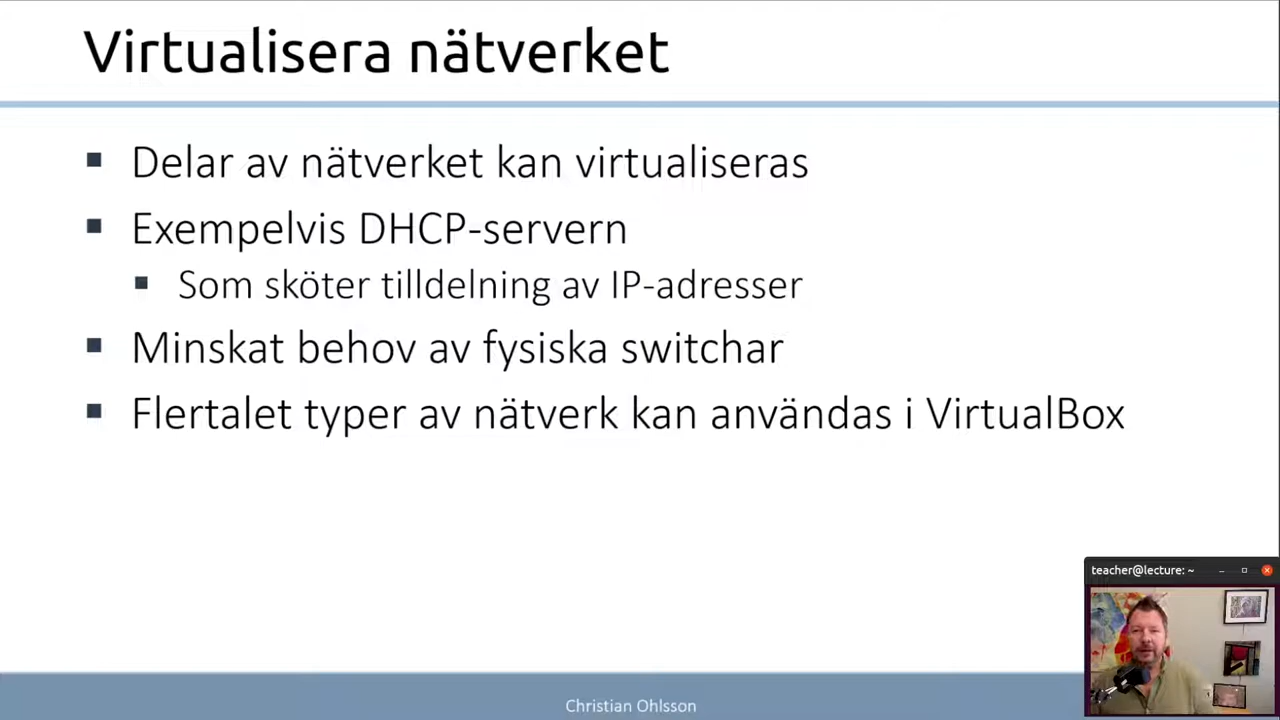 Virtualisera nätverket
Delar av nätverket kan virtualiseras
Exempelvis DHCP-servern
Som sköter tilldelning av IP-adresser
Minskat behov av fysiska switchar
Flertalet typer av nätverk kan användas i VirtualBox
teacher@lecture: ~
Christian Ohlsson